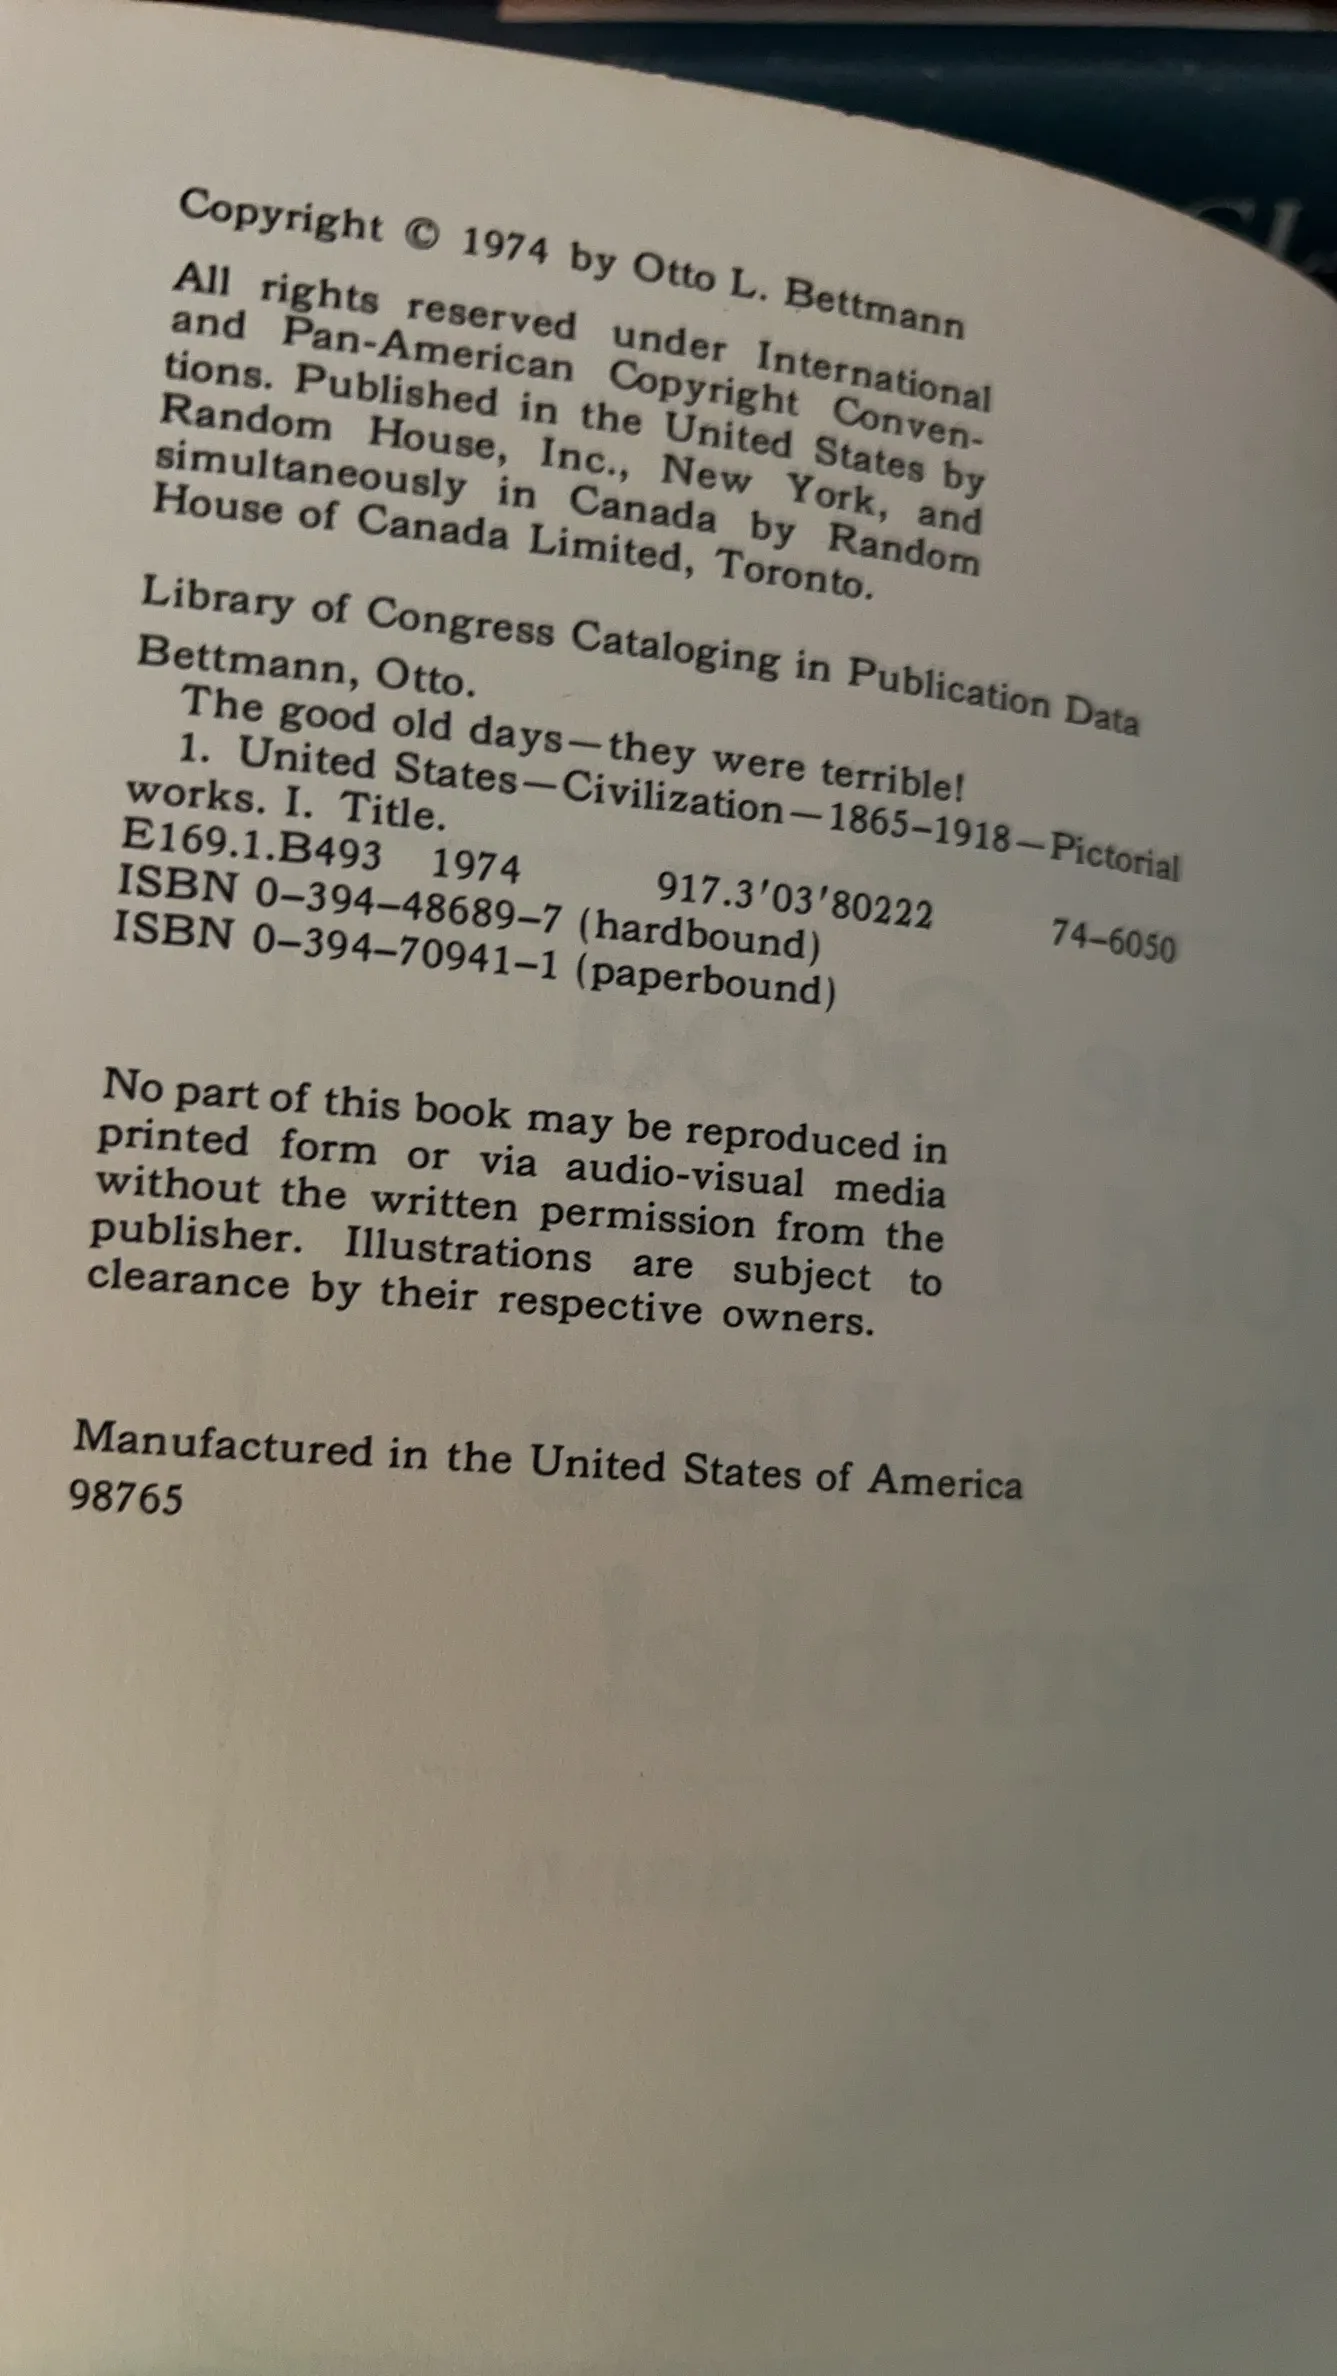 Copyright © 1974 by Otto L. Bettmann
All rights reserved under International
and Pan-American Copyright Conven-
tions. Published in the United States by
Random House, Inc., New York, and
simultaneously in Canada by Random
House of Canada Limited, Toronto.
Library of Congress Cataloging in Publication Data
Bettmann, Otto.
The good old days—they were terrible!
1. United States—Civilization—1865–1918—Pictorial
works. I. Title.
E169.1.B493 1974 917.3'03'80222 74–6050
ISBN 0–394–48689–7 (hardbound)
ISBN 0–394–70941–1 (paperbound)
No part of this book may be reproduced in
printed form or via audio-visual media
without the written permission from the
publisher. Illustrations are subject to
clearance by their respective owners.
Manufactured in the United States of America
98765